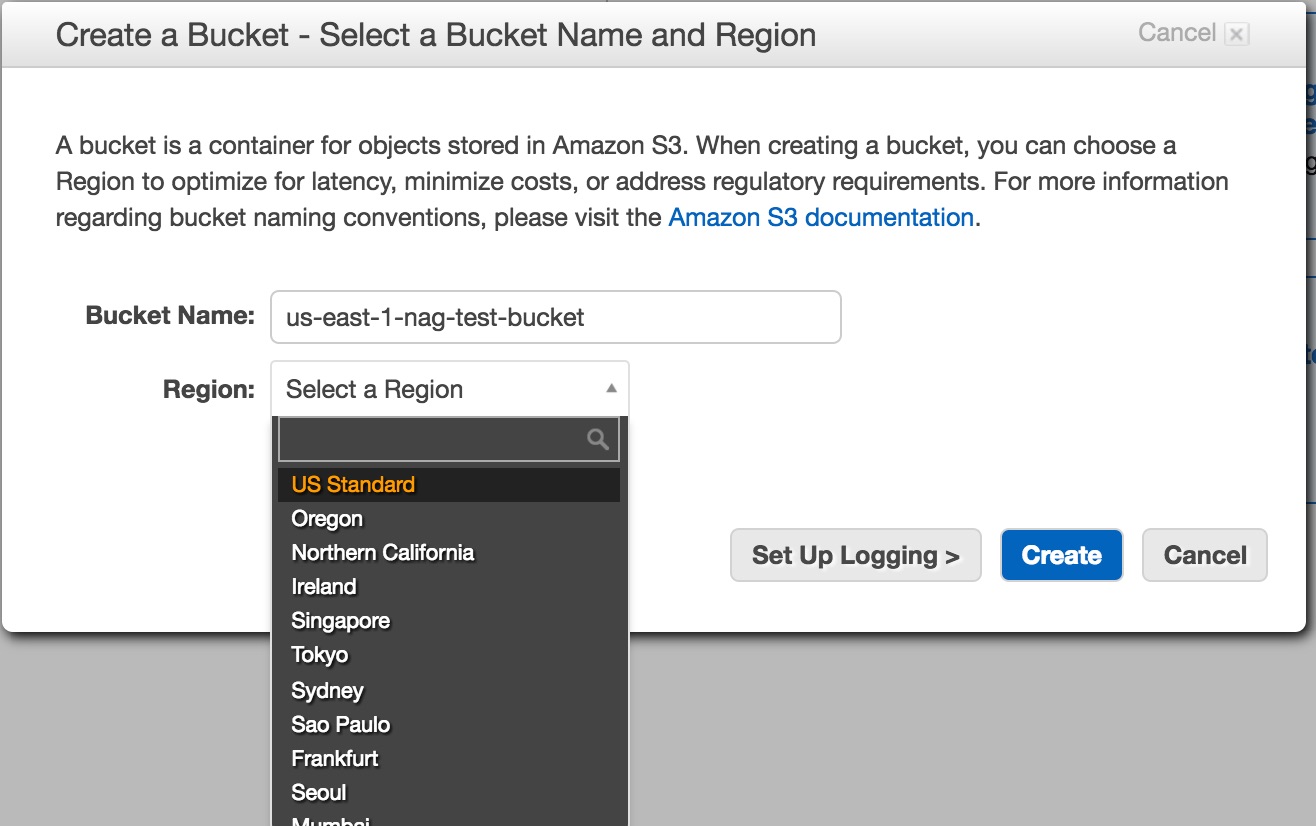 Create a Bucket - Select a Bucket Name and Region
Cancel
A bucket is a container for objects stored in Amazon S3. When creating a bucket, you can choose a
Region to optimize for latency, minimize costs, or address regulatory requirements. For more information
regarding bucket naming conventions, please visit the Amazon S3 documentation.
Bucket Name: us-east-1-nag-test-bucket
Region: Select a Region
US Standard
Oregon
Northern California
Ireland
Singapore
Tokyo
Sydney
Sao Paulo
Frankfurt
Seoul
Mumbai
Set Up Logging >
Create
Cancel